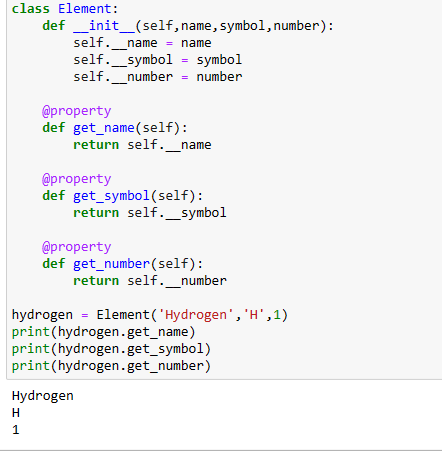 class Element:
    def __init__(self,name,symbol,number):
        self.__name = name
        self.__symbol = symbol
        self.__number = number

    @property
    def get_name(self):
        return self.__name

    @property
    def get_symbol(self):
        return self.__symbol

    @property
    def get_number(self):
        return self.__number

hydrogen = Element('Hydrogen','H',1)
print(hydrogen.get_name)
print(hydrogen.get_symbol)
print(hydrogen.get_number)
Hydrogen
H
1